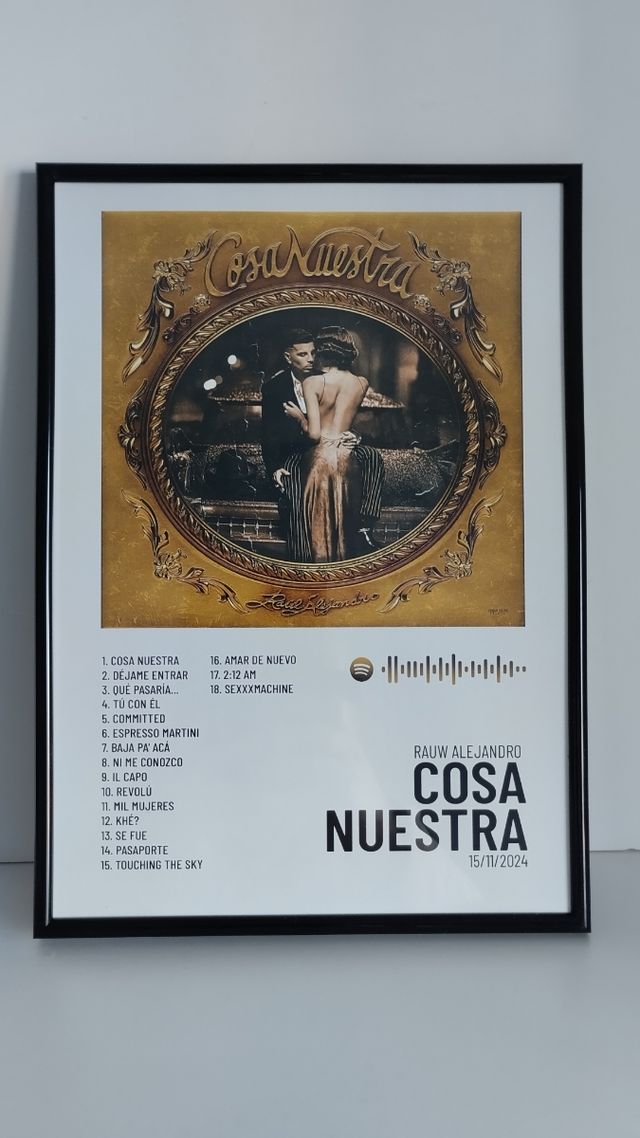 Cosa Nuestra
Rauw Alejandro
1. COSA NUESTRA
2. DÉJAME ENTRAR
3. QUÉ PASARÍA...
4. TÚ CON ÉL
5. COMMITTED
6. ESPRESSO MARTINI
7. BAJA PA' ACÁ
8. NI ME CONOZCO
9. IL CAPO
10. REVOLÚ
11. MIL MUJERES
12. KHÉ?
13. SE FUE
14. PASAPORTE
15. TOUCHING THE SKY
16. AMAR DE NUEVO
17. 2:12 AM
18. SEXXXMACHINE
RAUW ALEJANDRO
COSA
NUESTRA
15/11/2024